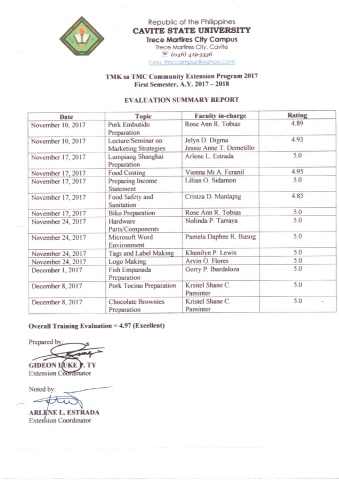 Republic of the Philippines
CAVITE STATE UNIVERSITY
Trece Martires City Campus
Trece Martires City, Cavite
(046) 419-3336
cvsu_tmccampus@yahoo.com
TMK sa TMC Community Extension Program 2017
First Semester, A.Y. 2017 – 2018
EVALUATION SUMMARY REPORT
Date Topic Faculty in-charge Rating
November 10, 2017 Pork Embutido Rose Ann R. Tobias 4.89
Preparation
November 10, 2017 Lecture/Seminar on Jelyn D. Digma 4.93
Marketing Strategies Jessie Anne T. Demetillo
November 17, 2017 Lumpiang Shanghai Arlene L. Estrada 5.0
Preparation
November 17, 2017 Food Costing Vienna Mi A. Feranil 4.95
November 17, 2017 Preparing Income Lilian O. Sidamon 5.0
Statement
November 17, 2017 Food Safety and Cristza D. Manlapig 4.85
Sanitation
November 17, 2017 Biko Preparation Rose Ann R. Tobias 5.0
November 24, 2017 Hardware Nolinda P. Tarraya 5.0
Parts/Components
November 24, 2017 Microsoft Word Pamela Daphne R. Busog 5.0
Environment
November 24, 2017 Tags and Label Making Khenilyn P. Lewis 5.0
November 24, 2017 Logo Making Arvin O. Flores 5.0
December 1, 2017 Fish Empanada Gerry P. Ibardaloza 5.0
Preparation
December 8, 2017 Pork Tocino Preparation Krsitel Shane C. 5.0
Paminter
December 8, 2017 Chocolate Brownies Kristel Shane C. 5.0
Preparation Paminter
Overall Training Evaluation = 4.97 (Excellent)
Prepared by:
GIDEON LUKE P. TY
Extension Coordinator
Noted by:
ARLENE L. ESTRADA
Extension Coordinator